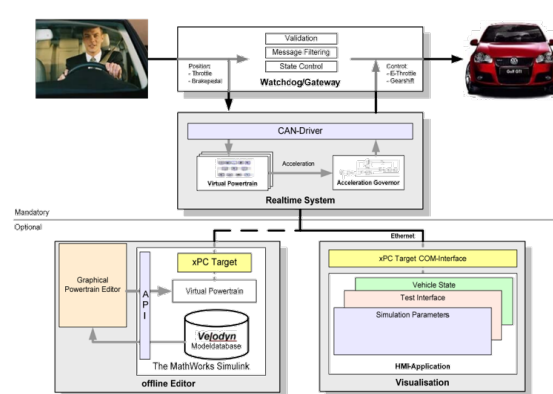 Validation
Message Filtering
State Control
Watchdog/Gateway
Position:
- Throttle
- Brakepedal
Control:
- E-Throttle
- Gearshift
CAN-Driver
Virtual Powertrain
Acceleration
Acceleration Governor
Realtime System
Mandatory
Optional
Ethernet
Graphical
Powertrain Editor
API
xPC Target
Virtual Powertrain
Velodyn
Modeldatabase
The MathWorks Simulink
offline Editor
xPC Target COM-Interface
Vehicle State
Test Interface
Simulation Parameters
HMI-Application
Visualisation